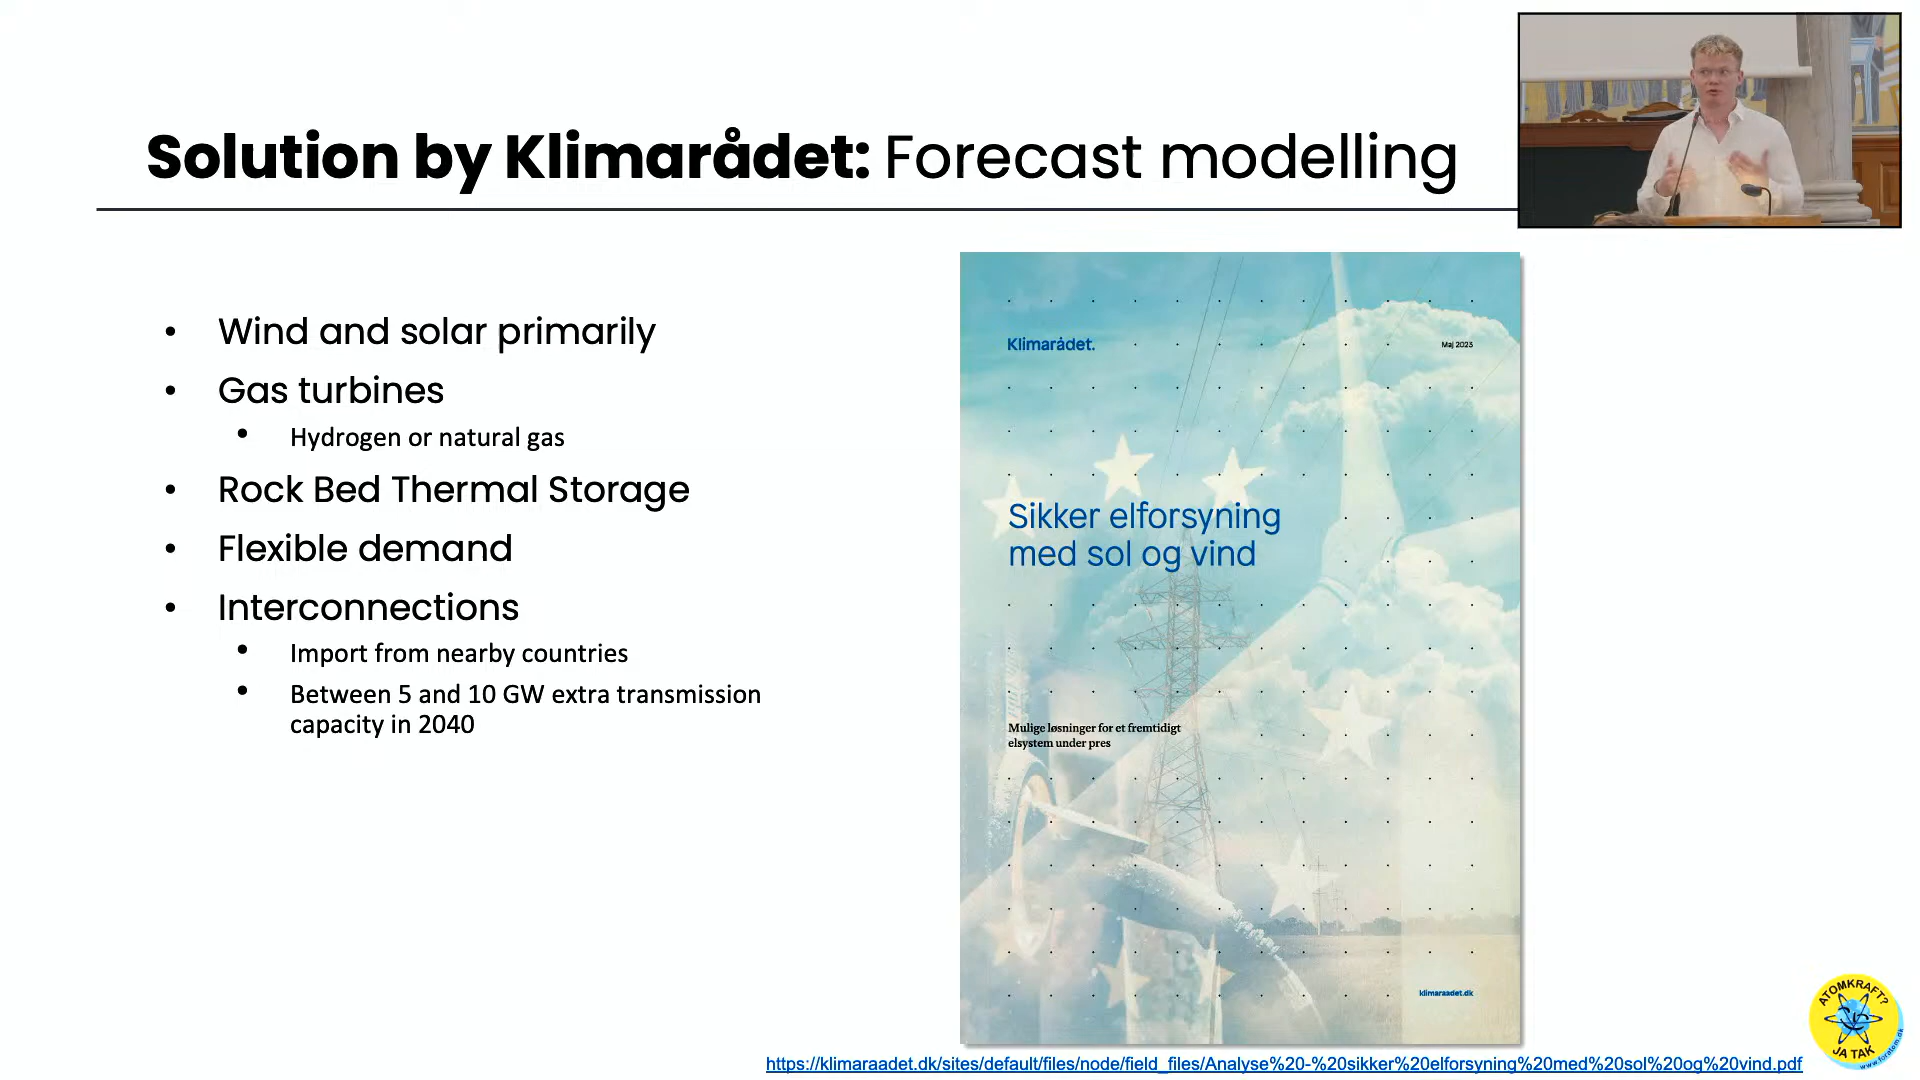 Solution by Klimarådet: Forecast modelling
• Wind and solar primarily
• Gas turbines
• Hydrogen or natural gas
• Rock Bed Thermal Storage
• Flexible demand
• Interconnections
• Import from nearby countries
• Between 5 and 10 GW extra transmission
capacity in 2040
Klimarådet.
Maj 2023
Sikker elforsyning
med sol og vind
Mulige løsninger for et fremtidigt
elsystem under pres
klimaraadet.dk
https://klimaraadet.dk/sites/default/files/node/field_files/Analyse%20-%20sikker%20elforsyning%20med%20sol%20og%20vind.pdf
ATOMKRAFT?
JA TAK